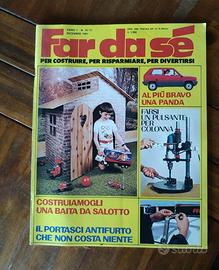 Far da sé
PER COSTRUIRE, PER RISPARMIARE, PER DIVERTIRSI
AL PIÙ BRAVO
UNA PANDA
FARSI
UN PULSANTE
PER
COLONNA
COSTRUIAMOGLI
UNA BAITA DA SALOTTO
IL PORTASCI ANTIFURTO
CHE NON COSTA NIENTE
subito